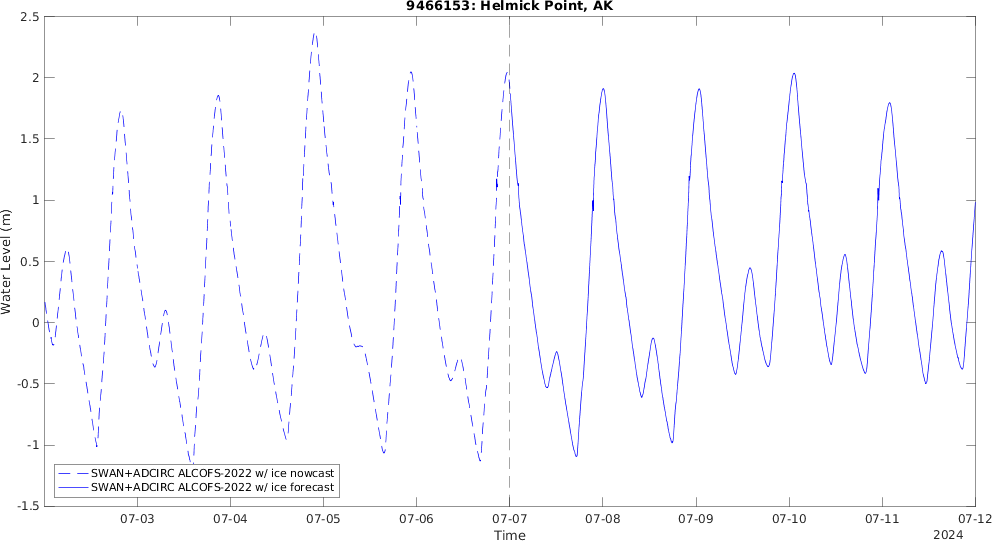 9466153: Helmick Point, AK
2.5
2
1.5
1
0.5
0
-0.5
-1
-1.5
Water Level (m)
SWAN+ADCIRC ALCOFS-2022 w/ ice nowcast
SWAN+ADCIRC ALCOFS-2022 w/ ice forecast
07-03 07-04 07-05 07-06 07-07 07-08 07-09 07-10 07-11 07-12
Time
2024